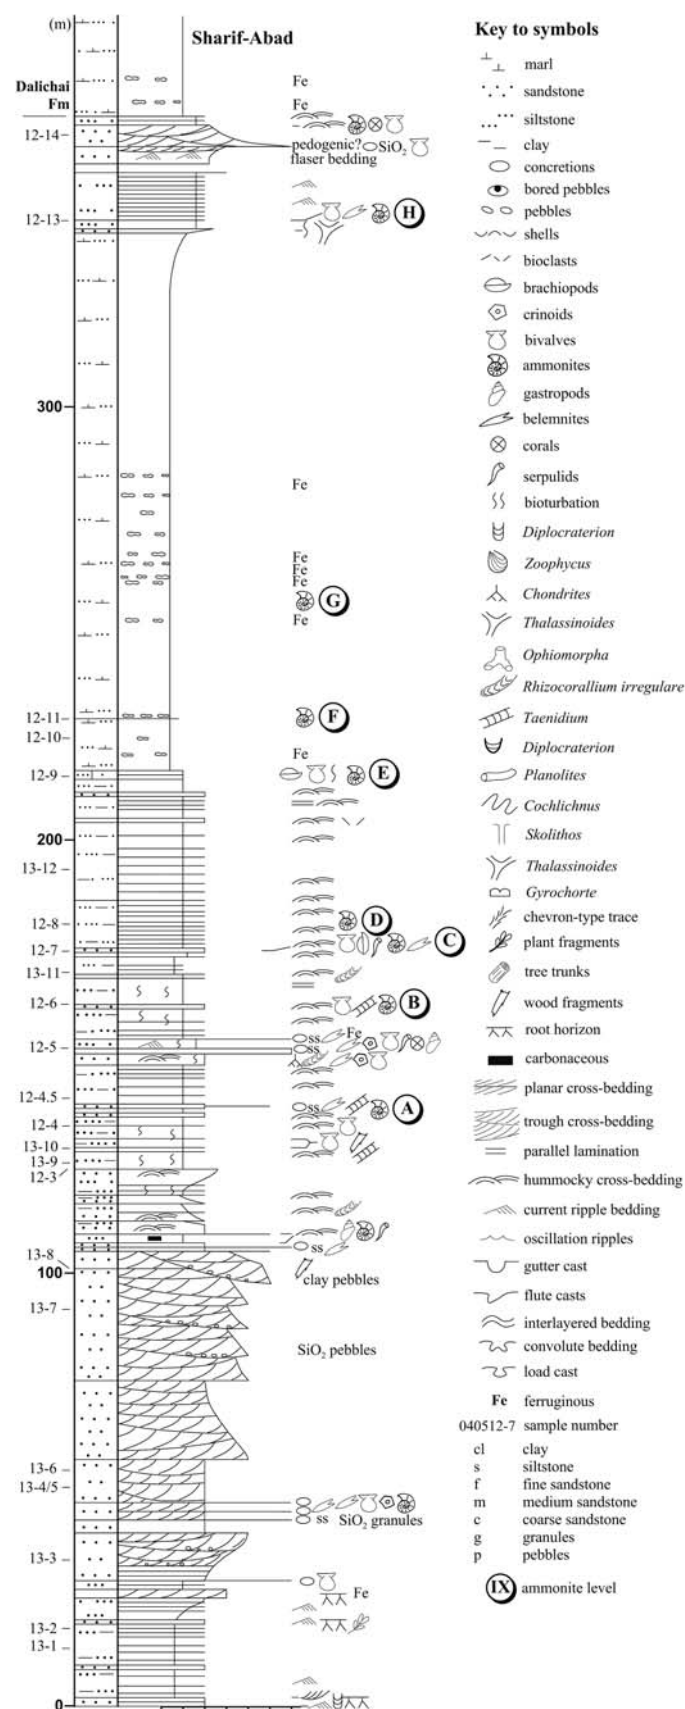 (m)
Sharif-Abad
Dalichai
Fm
Fe
Fe
12-14
pedogenic? SiO2
flaser bedding
12-13
H
300
Fe
Fe
Fe
Fe
G
Fe
12-11
F
12-10
Fe
12-9
E
200
13-12
12-8
D
12-7
C
13-11
12-6
B
ss Fe
12-5
ss
12-4.5
ss
A
12-4
13-10
13-9
12-3
ss
13-8
100
clay pebbles
13-7
SiO2 pebbles
13-6
13-4/5
ss SiO2 granules
13-3
Fe
13-2
13-1
0
Key to symbols
marl
sandstone
siltstone
clay
concretions
bored pebbles
pebbles
shells
bioclasts
brachiopods
crinoids
bivalves
ammonites
gastropods
belemnites
corals
serpulids
bioturbation
Diplocraterion
Zoophycus
Chondrites
Thalassinoides
Ophiomorpha
Rhizocorallium irregulare
Taenidium
Diplocraterion
Planolites
Cochlichnus
Skolithos
Thalassinoides
Gyrochorte
chevron-type trace
plant fragments
tree trunks
wood fragments
root horizon
carbonaceous
planar cross-bedding
trough cross-bedding
parallel lamination
hummocky cross-bedding
current ripple bedding
oscillation ripples
gutter cast
flute casts
interlayered bedding
convolute bedding
load cast
Fe ferruginous
040512-7 sample number
cl clay
s siltstone
f fine sandstone
m medium sandstone
c coarse sandstone
g granules
p pebbles
IX ammonite level